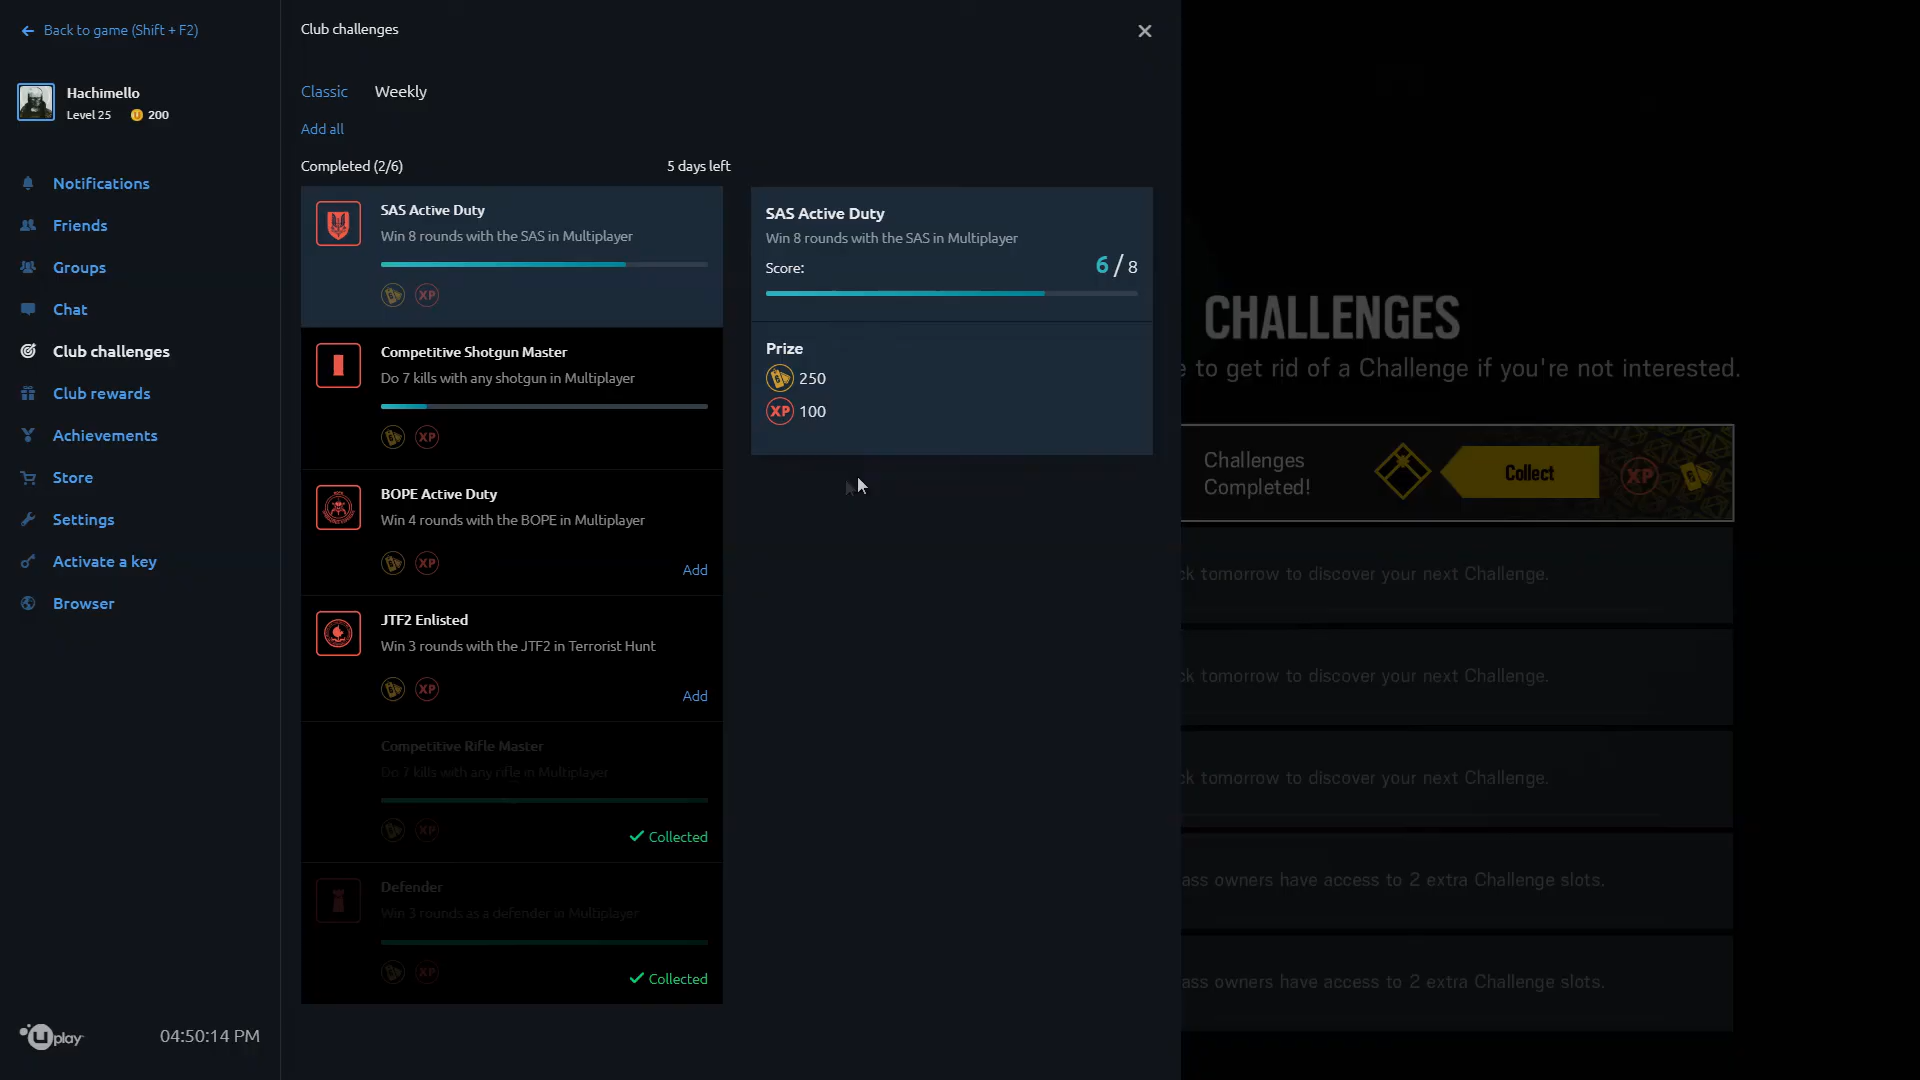 Back to game (Shift + F2)
Hachimello
Level 25
200
Notifications
Friends
Groups
Chat
Club challenges
Club rewards
Achievements
Store
Settings
Activate a key
Browser
uplay
04:50:14 PM
Club challenges
Classic
Weekly
Add all
Completed (2/6)
5 days left
SAS Active Duty
Win 8 rounds with the SAS in Multiplayer
XP
Competitive Shotgun Master
Do 7 kills with any shotgun in Multiplayer
XP
BOPE Active Duty
Win 4 rounds with the BOPE in Multiplayer
XP
Add
JTF2 Enlisted
Win 3 rounds with the JTF2 in Terrorist Hunt
XP
Add
Competitive Rifle Master
Do 7 kills with any rifle in Multiplayer
XP
Collected
Defender
Win 3 rounds as a defender in Multiplayer
XP
Collected
SAS Active Duty
Win 8 rounds with the SAS in Multiplayer
Score:
6 / 8
Prize
250
XP 100
CHALLENGES
e to get rid of a Challenge if you're not interested.
Challenges
Completed!
Collect
XP
ck tomorrow to discover your next Challenge.
ck tomorrow to discover your next Challenge.
ck tomorrow to discover your next Challenge.
ass owners have access to 2 extra Challenge slots.
ass owners have access to 2 extra Challenge slots.